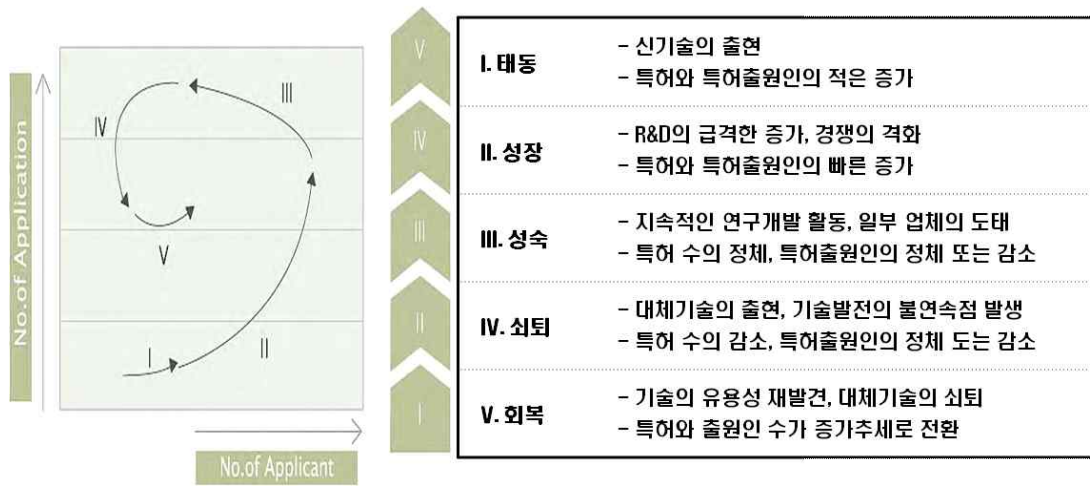 No.of Application
I
II
III
IV
V
No.of Applicant
V
IV
III
II
I
I. 태동
- 신기술의 출현
- 특허와 특허출원인의 적은 증가
II. 성장
- R&D의 급격한 증가, 경쟁의 격화
- 특허와 특허출원인의 빠른 증가
III. 성숙
- 지속적인 연구개발 활동, 일부 업체의 도태
- 특허 수의 정체, 특허출원인의 정체 또는 감소
IV. 쇠퇴
- 대체기술의 출현, 기술발전의 불연속점 발생
- 특허 수의 감소, 특허출원인의 정체 도는 감소
V. 회복
- 기술의 유용성 재발견, 대체기술의 쇠퇴
- 특허와 출원인 수가 증가추세로 전환